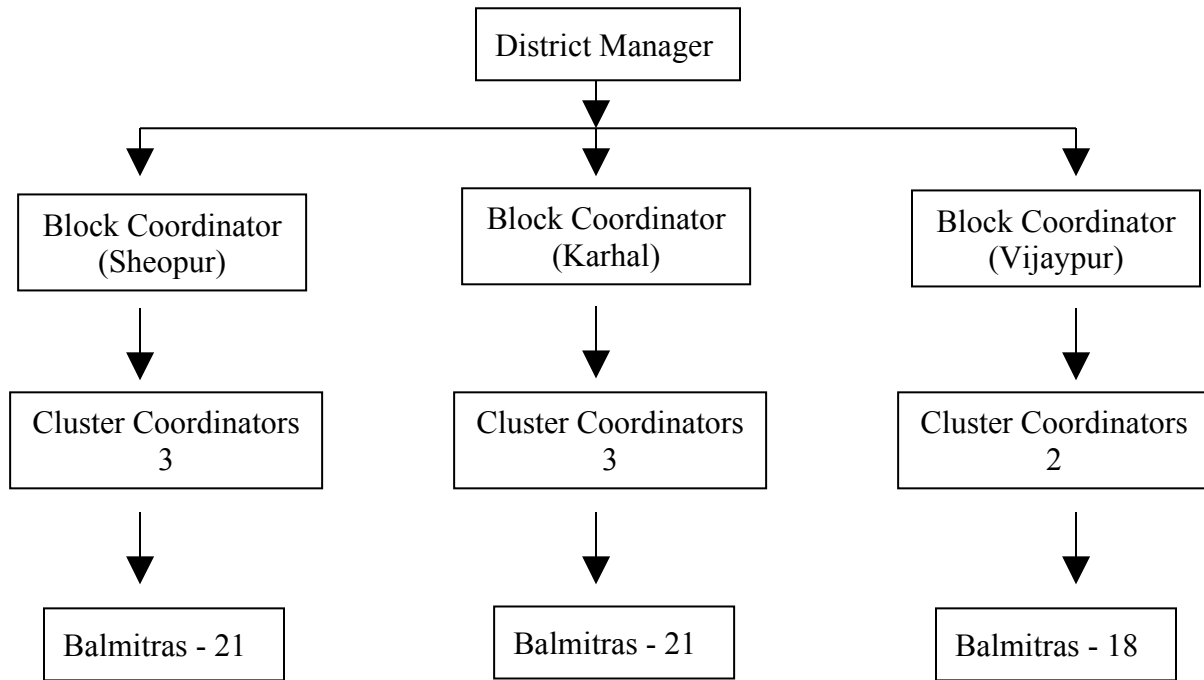 District Manager
Block Coordinator
(Sheopur)
Block Coordinator
(Karhal)
Block Coordinator
(Vijaypur)
Cluster Coordinators
3
Cluster Coordinators
3
Cluster Coordinators
2
Balmitras - 21
Balmitras - 21
Balmitras - 18